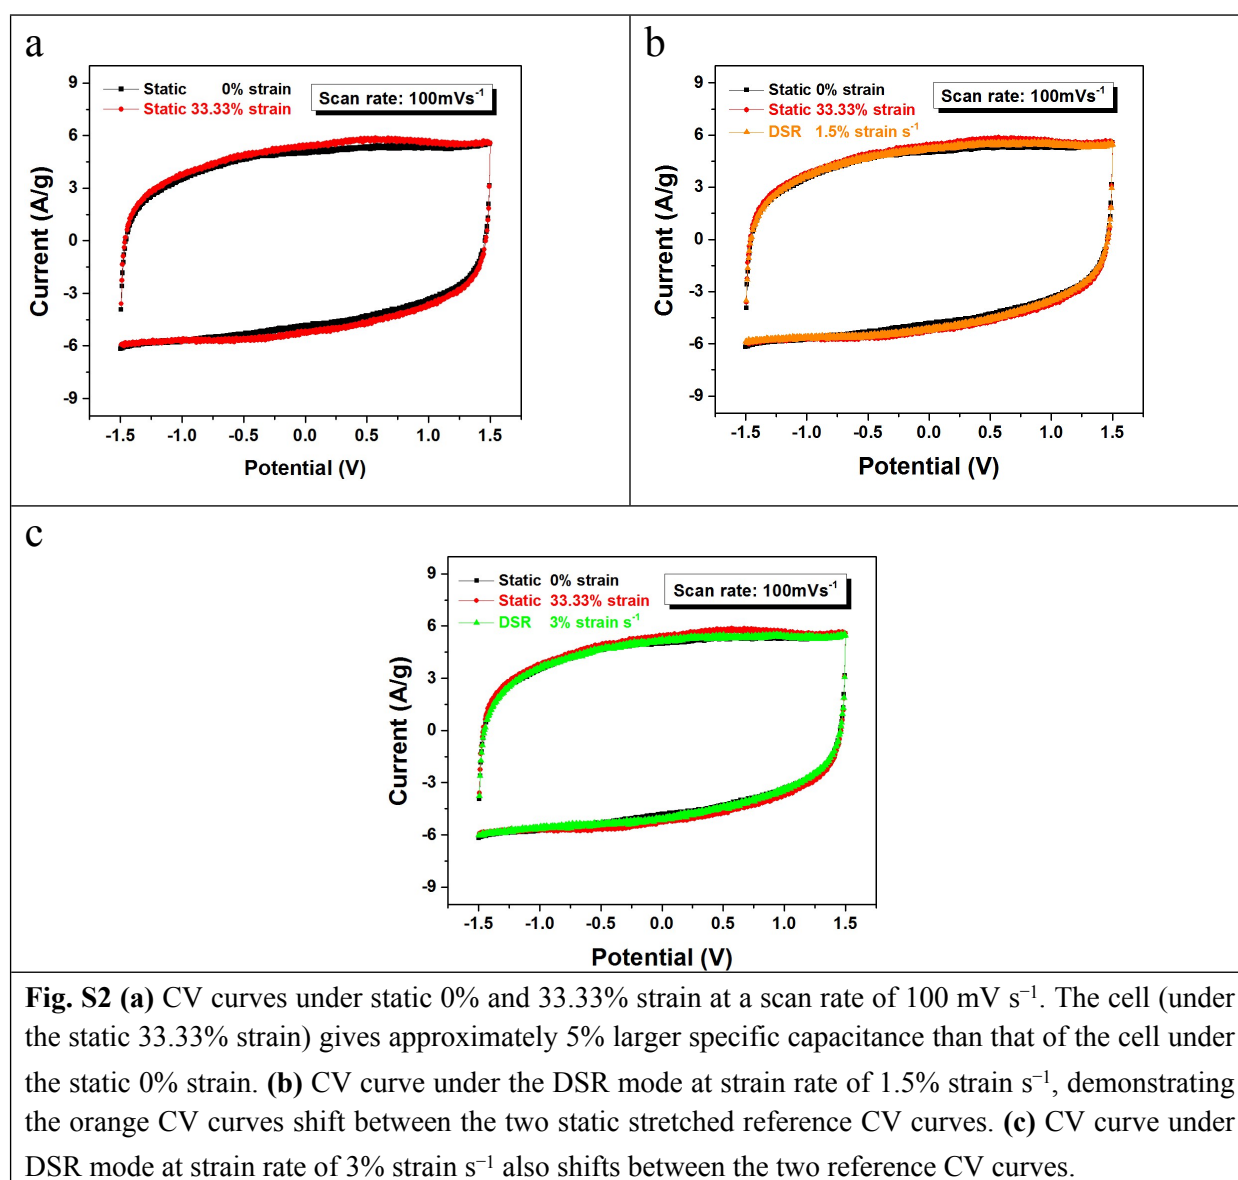 a
9
6
3
0
-3
-6
-9
Current (A/g)
Static 0% strain
Static 33.33% strain
Scan rate: 100mVs⁻¹
-1.5 -1.0 -0.5 0.0 0.5 1.0 1.5
Potential (V)
b
9
6
3
0
-3
-6
-9
Current (A/g)
Static 0% strain
Static 33.33% strain
DSR 1.5% strain s⁻¹
Scan rate: 100mVs⁻¹
-1.5 -1.0 -0.5 0.0 0.5 1.0 1.5
Potential (V)
c
9
6
3
0
-3
-6
-9
Current (A/g)
Static 0% strain
Static 33.33% strain
DSR 3% strain s⁻¹
Scan rate: 100mVs⁻¹
-1.5 -1.0 -0.5 0.0 0.5 1.0 1.5
Potential (V)
Fig. S2 (a) CV curves under static 0% and 33.33% strain at a scan rate of 100 mV s⁻¹. The cell (under
the static 33.33% strain) gives approximately 5% larger specific capacitance than that of the cell under
the static 0% strain. (b) CV curve under the DSR mode at strain rate of 1.5% strain s⁻¹, demonstrating
the orange CV curves shift between the two static stretched reference CV curves. (c) CV curve under
DSR mode at strain rate of 3% strain s⁻¹ also shifts between the two reference CV curves.